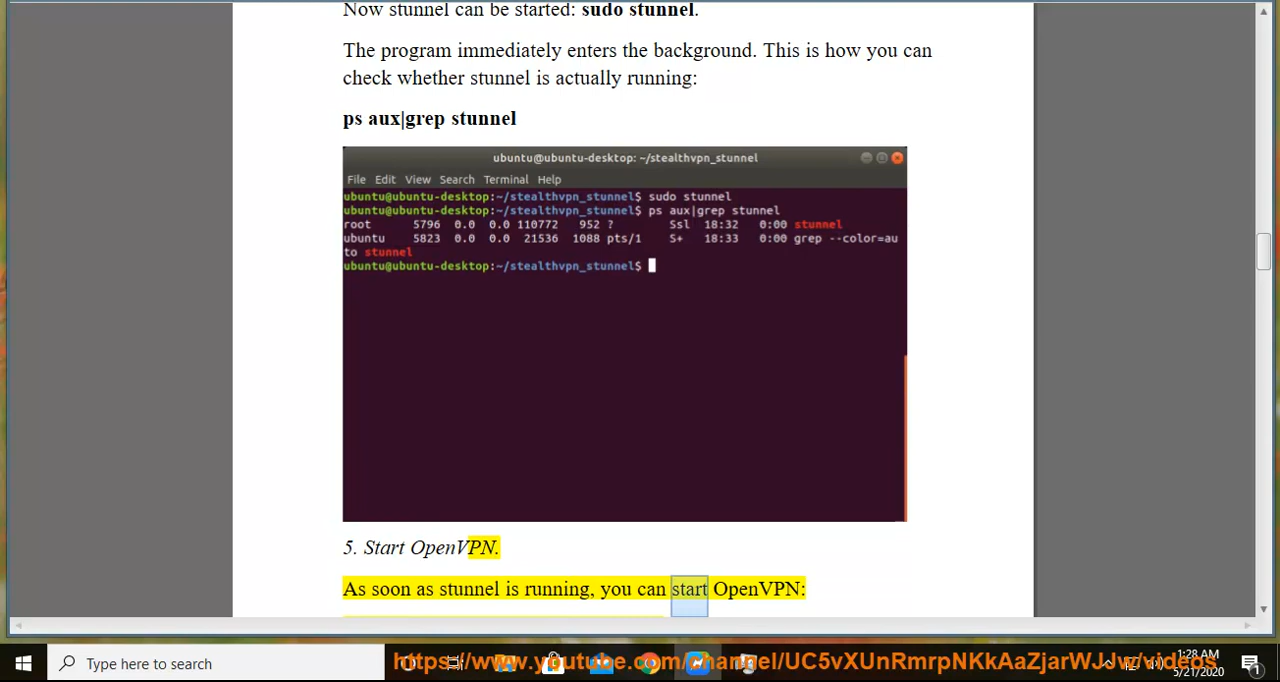 Now stunnel can be started: sudo stunnel.
The program immediately enters the background. This is how you can
check whether stunnel is actually running:
ps aux|grep stunnel
ubuntu@ubuntu-desktop: ~/stealthvpn_stunnel
File Edit View Search Terminal Help
ubuntu@ubuntu-desktop:~/stealthvpn_stunnel$ sudo stunnel
ubuntu@ubuntu-desktop:~/stealthvpn_stunnel$ ps aux|grep stunnel
root 5796 0.0 0.0 110772 952 ? Ssl 18:32 0:00 stunnel
ubuntu 5823 0.0 0.0 21536 1088 pts/1 S+ 18:33 0:00 grep --color=au
to stunnel
ubuntu@ubuntu-desktop:~/stealthvpn_stunnel$
5. Start OpenVPN.
As soon as stunnel is running, you can start OpenVPN:
Type here to search
https://www.youtube.com/channel/UC5vXUnRmrpNKkAaZjarWJJw/videos
1:28 AM
5/21/2020
1